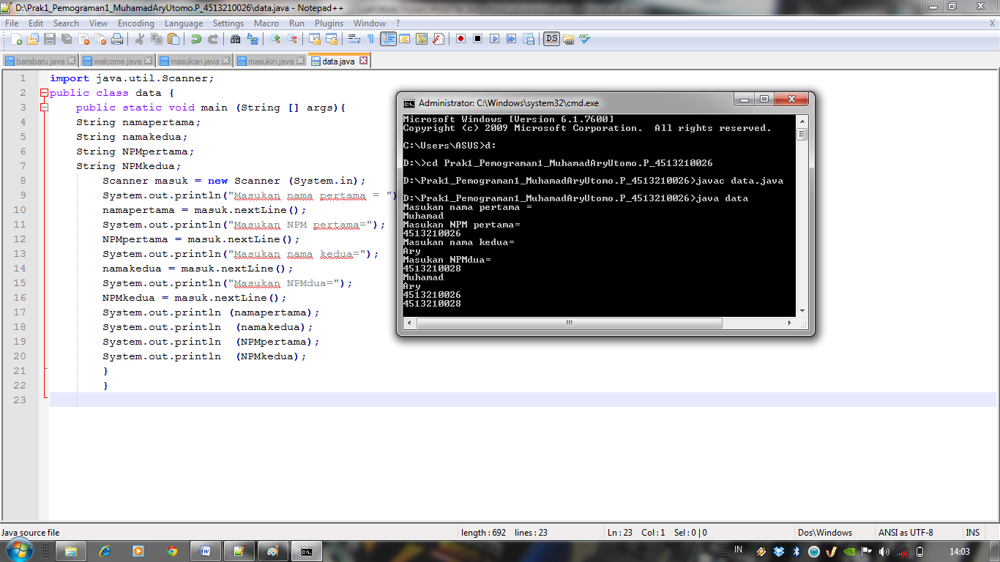 D:\Prak1_Pemograman1_MuhamadAryUtomo.P_4513210026\data.java - Notepad++
File Edit Search View Encoding Language Settings Macro Run Plugins Window ? X
barisbaru.java welcome.java masukan.java masukin.java data.java
1 import java.util.Scanner;
2 public class data {
3 public static void main (String [] args){
4 String namapertama;
5 String namakedua;
6 String NPMpertama;
7 String NPMkedua;
8 Scanner masuk = new Scanner (System.in);
9 System.out.println("Masukan nama pertama = ")
10 namapertama = masuk.nextLine();
11 System.out.println("Masukan NPM pertama=");
12 NPMpertama = masuk.nextLine();
13 System.out.println("Masukan nama kedua=");
14 namakedua = masuk.nextLine();
15 System.out.println("Masukan NPMdua=");
16 NPMkedua = masuk.nextLine();
17 System.out.println (namapertama);
18 System.out.println  (namakedua);
19 System.out.println  (NPMpertama);
20 System.out.println  (NPMkedua);
21 }
22 }
23
Administrator: C:\Windows\system32\cmd.exe
Microsoft Windows [Version 6.1.7600]
Copyright (c) 2009 Microsoft Corporation.  All rights reserved.
C:\Users\ASUS>d:
D:\>cd Prak1_Pemograman1_MuhamadAryUtomo.P_4513210026
D:\Prak1_Pemograman1_MuhamadAryUtomo.P_4513210026>javac data.java
D:\Prak1_Pemograman1_MuhamadAryUtomo.P_4513210026>java data
Masukan nama pertama =
Muhamad
Masukan NPM pertama=
4513210026
Masukan nama kedua=
Ary
Masukan NPMdua=
4513210028
Muhamad
Ary
4513210026
4513210028
Java source file length : 692 lines : 23 Ln : 23 Col : 1 Sel : 0 | 0 Dos\Windows ANSI as UTF-8 INS
IN 14:03